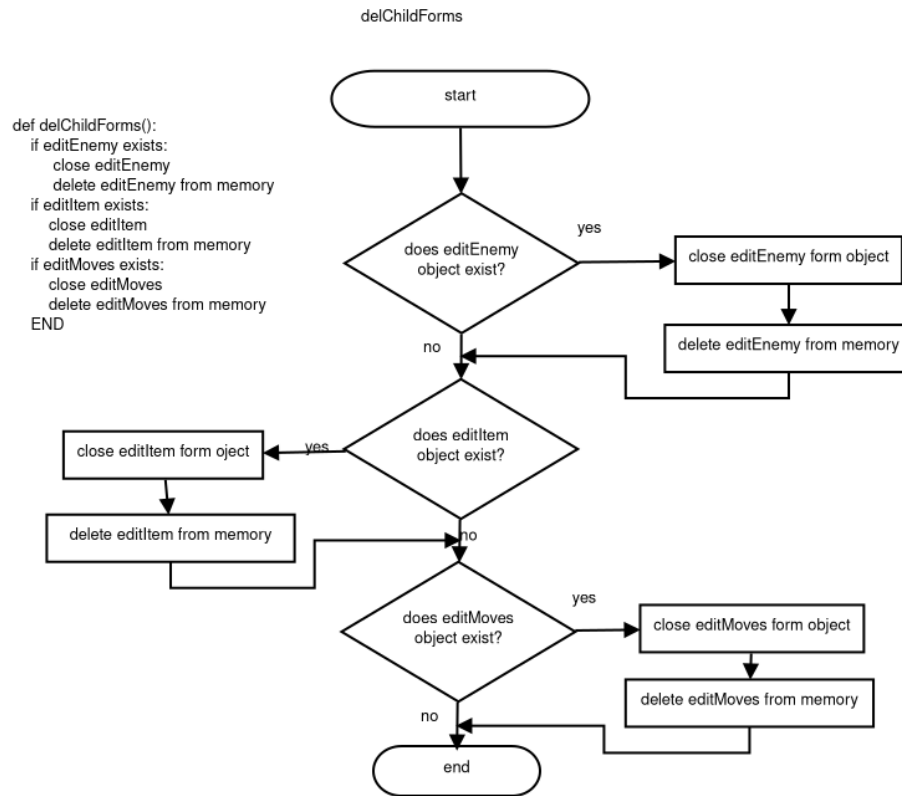 delChildForms
start
def delChildForms():
if editEnemy exists:
close editEnemy
delete editEnemy from memory
if editItem exists:
close editItem
delete editItem from memory
if editMoves exists:
close editMoves
delete editMoves from memory
END
does editEnemy
object exist?
yes
close editEnemy form object
delete editEnemy from memory
no
does editItem
object exist?
yes
close editItem form oject
delete editItem from memory
no
does editMoves
object exist?
yes
close editMoves form object
delete editMoves from memory
no
end